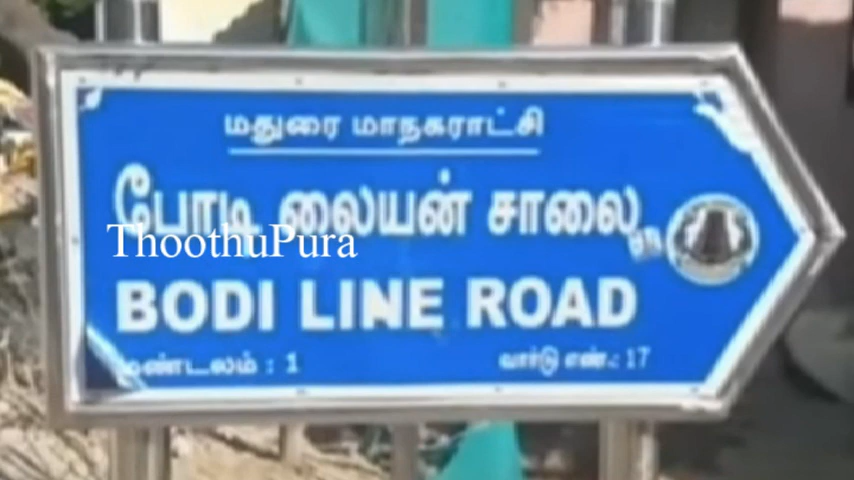 மதுரை மாநகராட்சி
போடி லையன் சாலை
ThoothuPura
BODI LINE ROAD
மண்டலம் : 1 வார்டு எண்.: 17